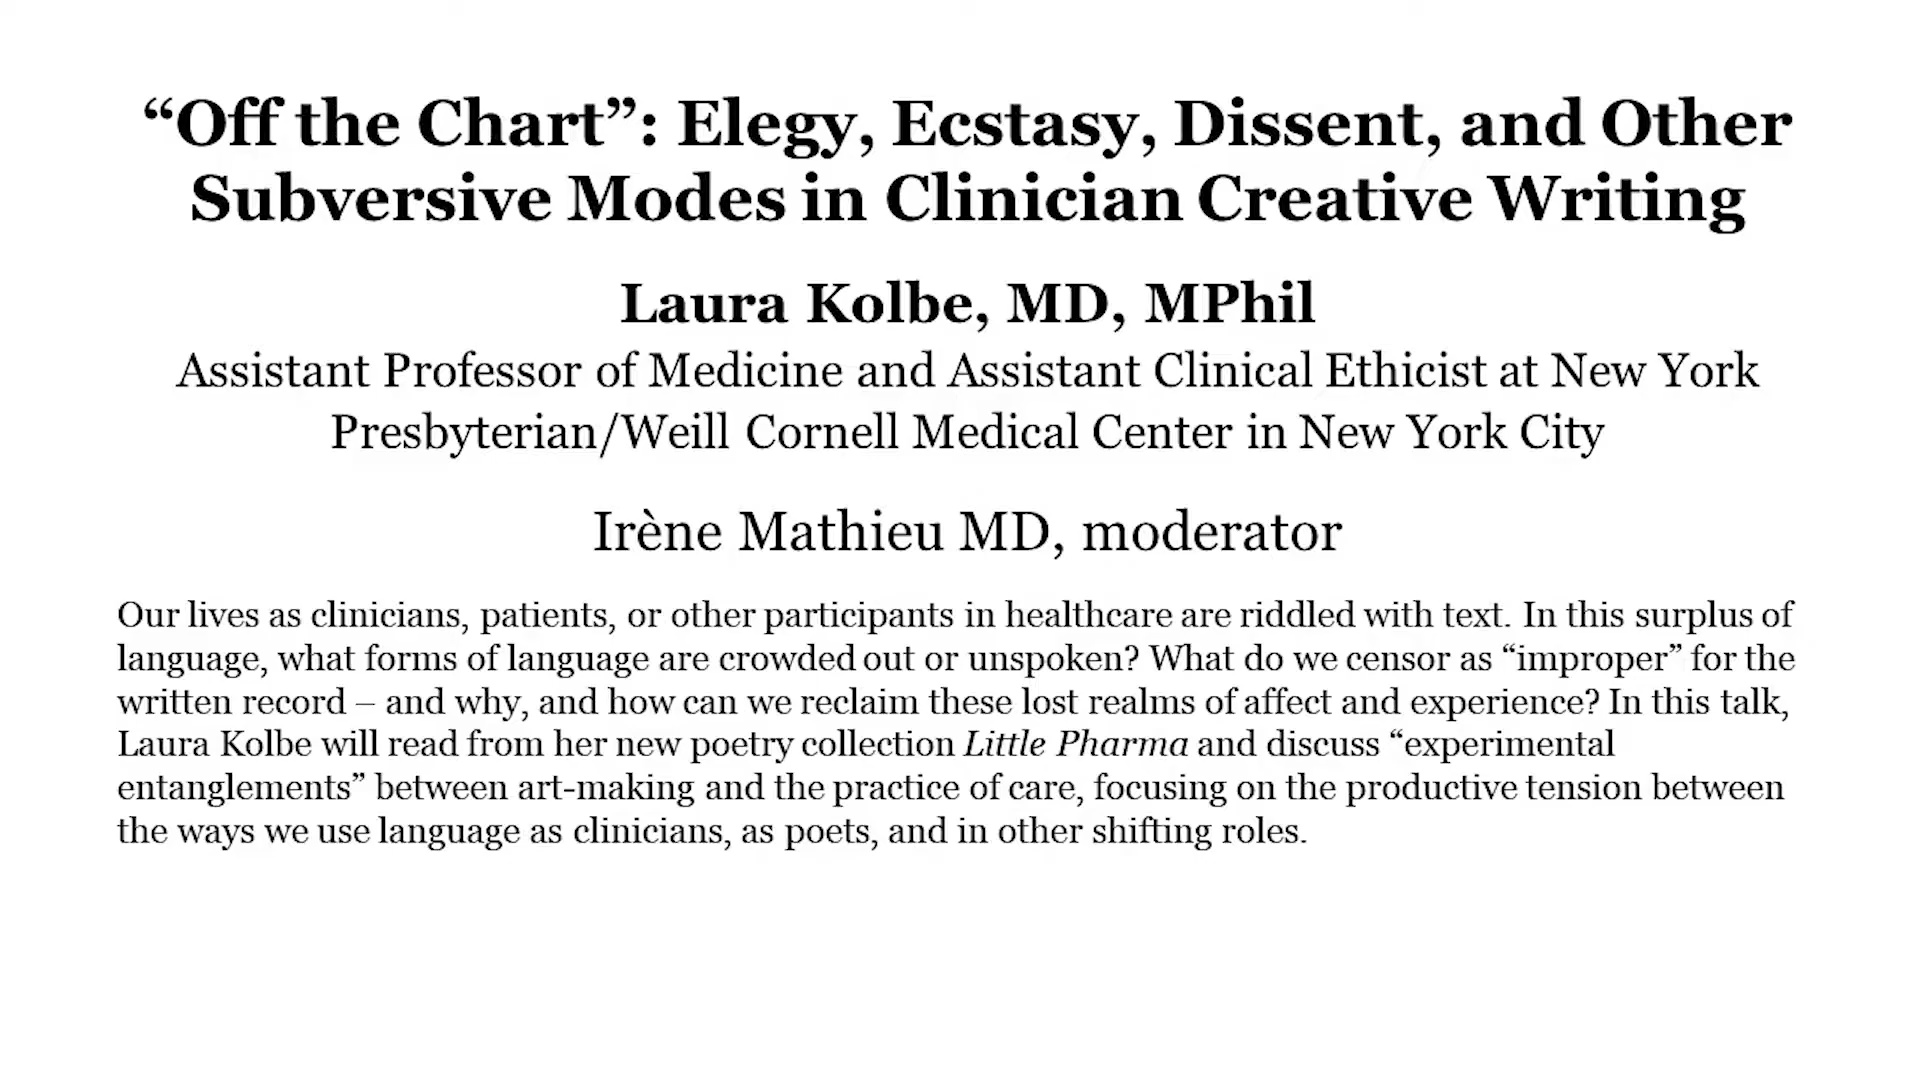 “Off the Chart”: Elegy, Ecstasy, Dissent, and Other
Subversive Modes in Clinician Creative Writing
Laura Kolbe, MD, MPhil
Assistant Professor of Medicine and Assistant Clinical Ethicist at New York
Presbyterian/Weill Cornell Medical Center in New York City
Irène Mathieu MD, moderator
Our lives as clinicians, patients, or other participants in healthcare are riddled with text. In this surplus of
language, what forms of language are crowded out or unspoken? What do we censor as “improper” for the
written record – and why, and how can we reclaim these lost realms of affect and experience? In this talk,
Laura Kolbe will read from her new poetry collection Little Pharma and discuss “experimental
entanglements” between art-making and the practice of care, focusing on the productive tension between
the ways we use language as clinicians, as poets, and in other shifting roles.